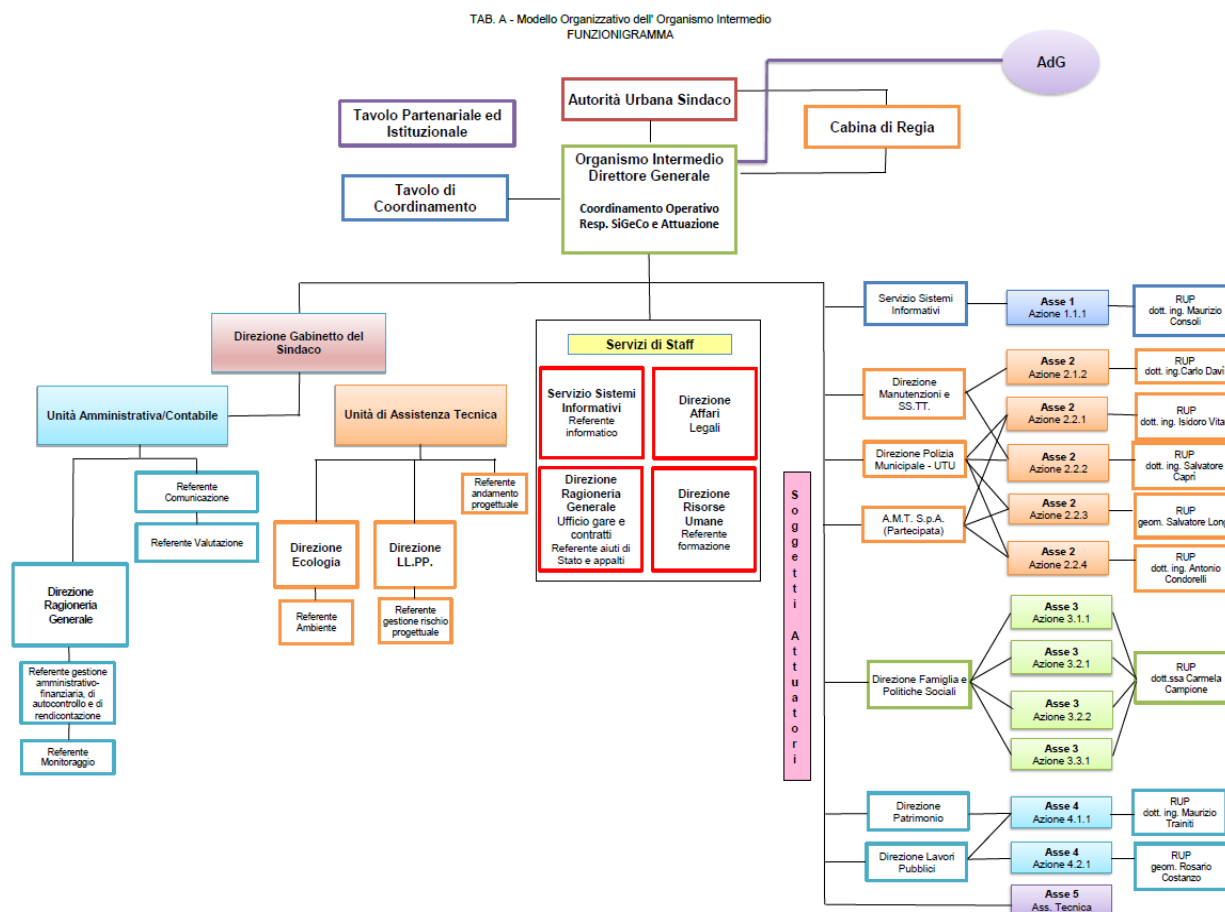 TAB. A - Modello Organizzativo dell' Organismo Intermedio
FUNZIONIGRAMMA
AdG
Autorità Urbana Sindaco
Tavolo Partenariale ed
Istituzionale
Cabina di Regia
Organismo Intermedio
Direttore Generale
Coordinamento Operativo
Resp. SiGeCo e Attuazione
Tavolo di
Coordinamento
Direzione Gabinetto del
Sindaco
Unità Amministrativa/Contabile
Unità di Assistenza Tecnica
Referente
Comunicazione
Referente Valutazione
Direzione
Ragioneria
Generale
Referente gestione
amministrativo-
finanziaria, di
autocontrollo e di
rendicontazione
Referente
Monitoraggio
Referente
andamento
progettuale
Direzione
Ecologia
Referente
Ambiente
Direzione
LL.PP.
Referente
gestione rischio
progettuale
Servizi di Staff
Servizio Sistemi
Informativi
Referente
informatico
Direzione
Affari
Legali
Direzione
Ragioneria
Generale
Ufficio gare e
contratti
Referente aiuti di
Stato e appalti
Direzione
Risorse
Umane
Referente
formazione
Soggetti Attuatori
Servizio Sistemi
Informativi
Asse 1
Azione 1.1.1
RUP
dott. ing. Maurizio
Consoli
Direzione
Manutenzioni e
SS.TT.
Direzione Polizia
Municipale - UTU
A.M.T. S.p.A.
(Partecipata)
Asse 2
Azione 2.1.2
RUP
dott. ing.Carlo Davì
Asse 2
Azione 2.2.1
RUP
dott. ing. Isidoro Vita
Asse 2
Azione 2.2.2
RUP
dott. ing. Salvatore
Caprì
Asse 2
Azione 2.2.3
RUP
geom. Salvatore Long
Asse 2
Azione 2.2.4
RUP
dott. ing. Antonio
Condorelli
Direzione Famiglia e
Politiche Sociali
Asse 3
Azione 3.1.1
Asse 3
Azione 3.2.1
Asse 3
Azione 3.2.2
Asse 3
Azione 3.3.1
RUP
dott.ssa Carmela
Campione
Direzione
Patrimonio
Asse 4
Azione 4.1.1
RUP
dott. ing. Maurizio
Trainiti
Direzione Lavori
Pubblici
Asse 4
Azione 4.2.1
RUP
geom. Rosario
Costanzo
Asse 5
Ass. Tecnica